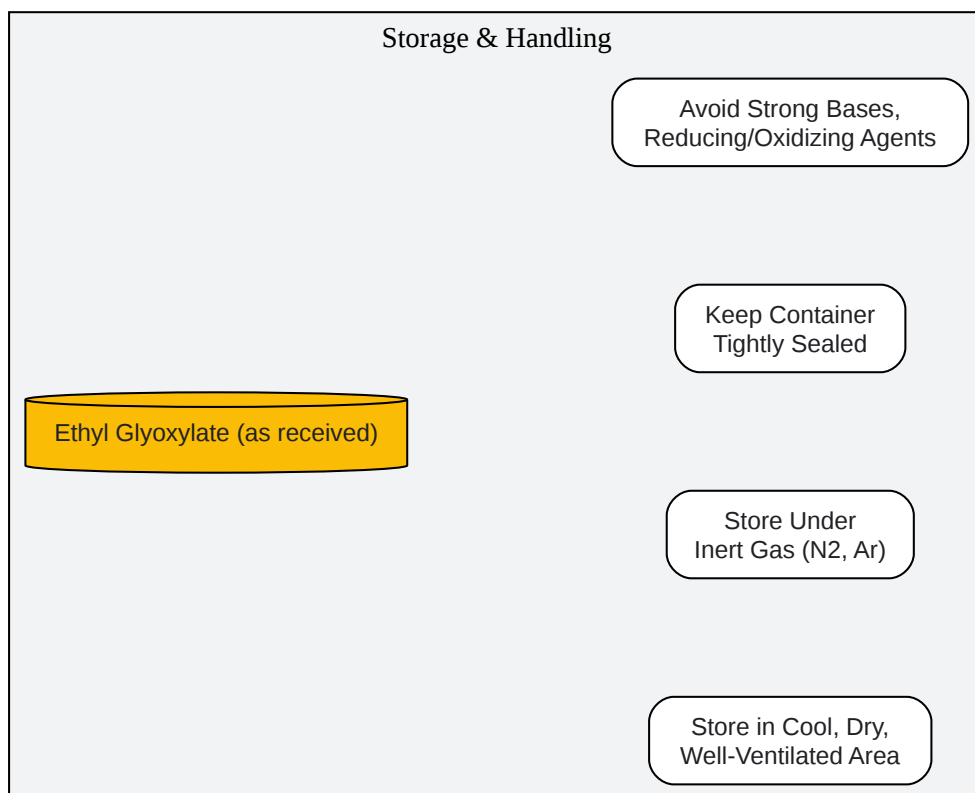 Storage & Handling
Avoid Strong Bases,
Reducing/Oxidizing Agents
Keep Container
Tightly Sealed
Ethyl Glyoxylate (as received)
Store Under
Inert Gas (N2, Ar)
Store in Cool, Dry,
Well-Ventilated Area